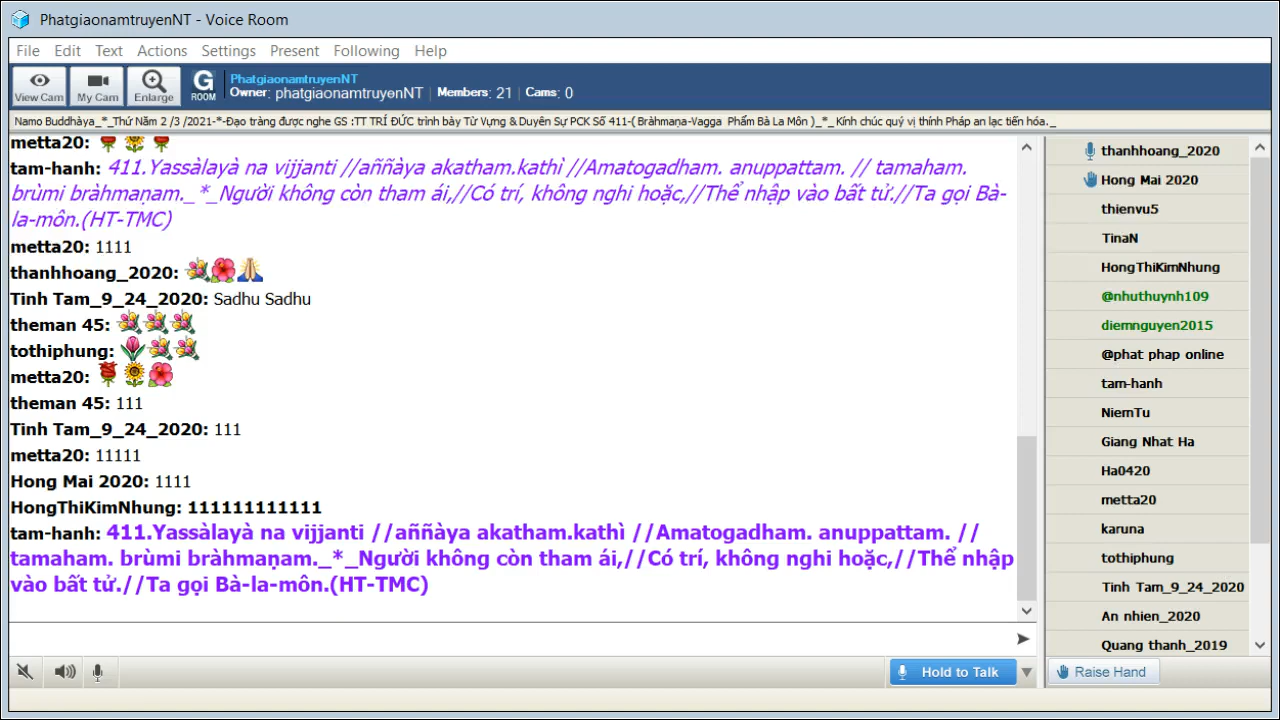 PhatgiaonamtruyenNT - Voice Room
File Edit Text Actions Settings Present Following Help
View Cam My Cam Enlarge G ROOM
PhatgiaonamtruyenNT
Owner: phatgiaonamtruyenNT Members: 21 Cams: 0
Namo Buddhàya_*_Thứ Năm 2 /3 /2021-*-Đạo tràng được nghe GS :TT TRÍ ĐỨC trình bày Từ Vựng & Duyên Sự PCK Số 411-( Bràhmaṇa-Vagga Phẩm Bà La Môn )_*_ Kính chúc quý vị thính Pháp an lạc tiến hóa._
metta20:
tam-hanh: 411.Yassàlayà na vijjanti //aññàya akatham.kathì //Amatogadham. anuppattam. // tamaham.
brùmi bràhmaṇam._*_Người không còn tham ái,//Có trí, không nghi hoặc,//Thể nhập vào bất tử.//Ta gọi Bà-
la-môn.(HT-TMC)
metta20: 1111
thanhhoang_2020:
Tinh Tam_9_24_2020: Sadhu Sadhu
theman 45:
tothiphung:
metta20:
theman 45: 111
Tinh Tam_9_24_2020: 111
metta20: 11111
Hong Mai 2020: 1111
HongThiKimNhung: 111111111111
tam-hanh: 411.Yassàlayà na vijjanti //aññàya akatham.kathì //Amatogadham. anuppattam. //
tamaham. brùmi bràhmaṇam._*_Người không còn tham ái,//Có trí, không nghi hoặc,//Thể nhập
vào bất tử.//Ta gọi Bà-la-môn.(HT-TMC)
Hold to Talk
thanhhoang_2020
Hong Mai 2020
thienvu5
TinaN
HongThiKimNhung
@nhuthuynh109
diemnguyen2015
@phat phap online
tam-hanh
NiemTu
Giang Nhat Ha
Ha0420
metta20
karuna
tothiphung
Tinh Tam_9_24_2020
An nhien_2020
Quang thanh_2019
Raise Hand